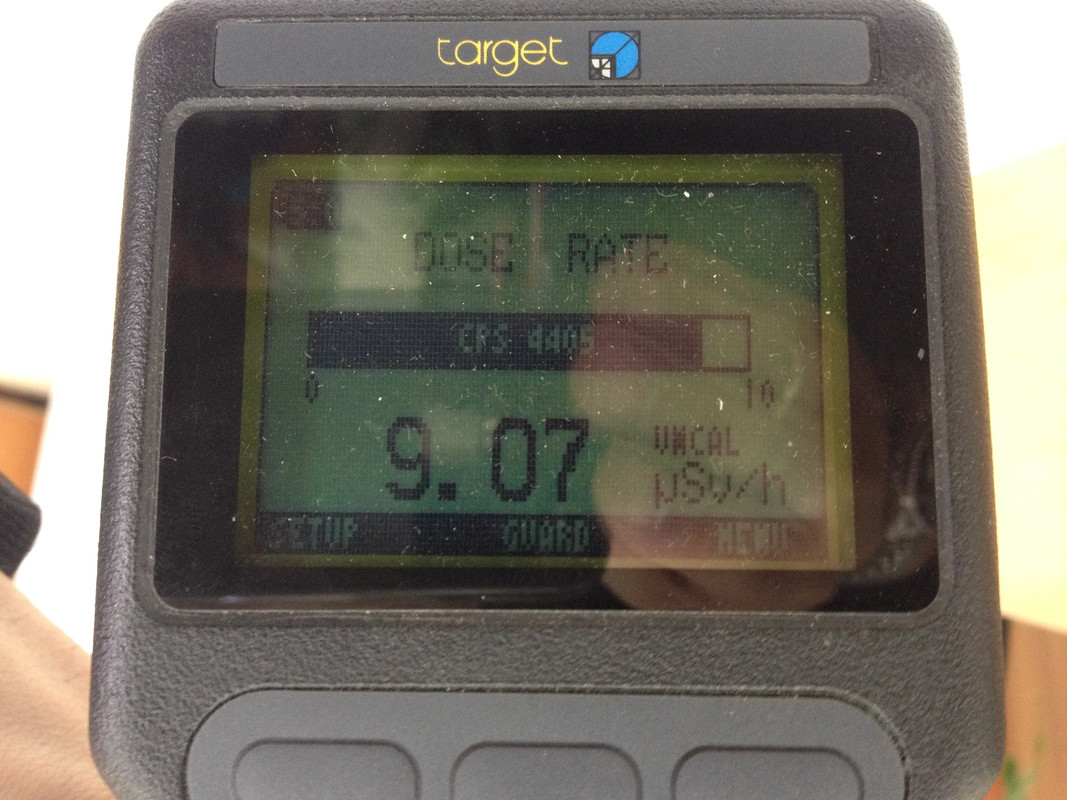 target
DOSE RATE
CPS 4405
0 10
9.07 UNCAL
µSv/h
SETUP GUARD MENU